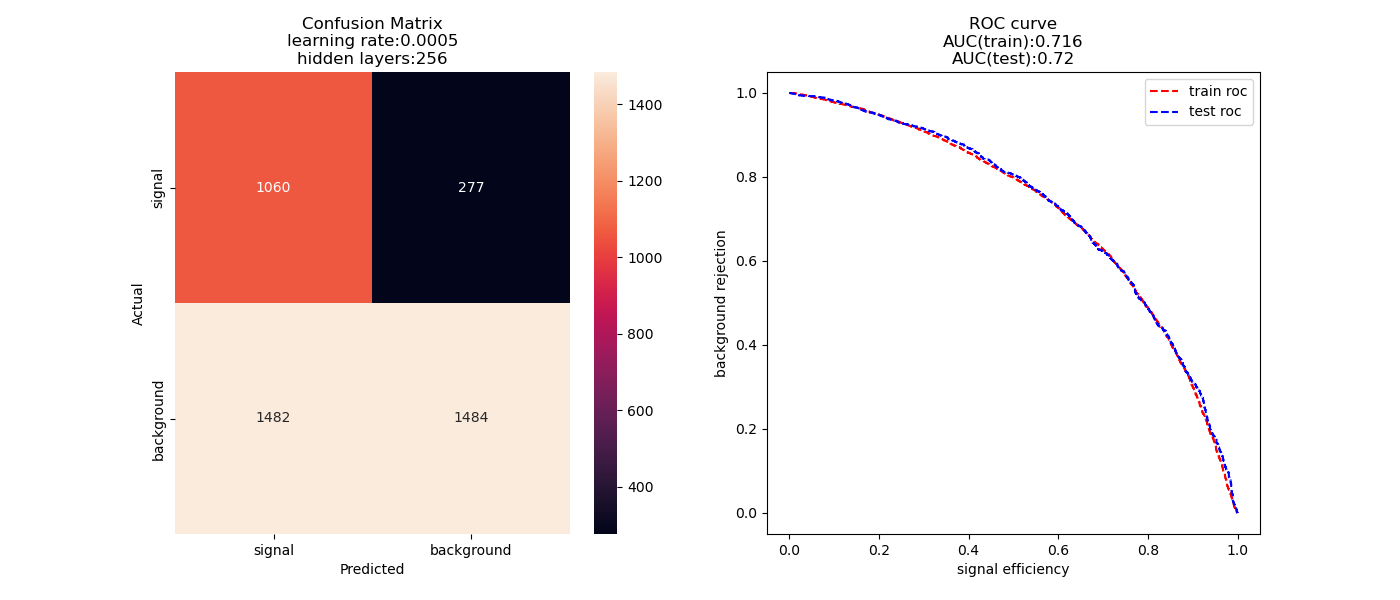 Confusion Matrix
learning rate:0.0005
hidden layers:256
signal
background
Actual
1060
277
1482
1484
signal
background
Predicted
1400
1200
1000
800
600
400
ROC curve
AUC(train):0.716
AUC(test):0.72
train roc
test roc
background rejection
1.0
0.8
0.6
0.4
0.2
0.0
0.0
0.2
0.4
0.6
0.8
1.0
signal efficiency